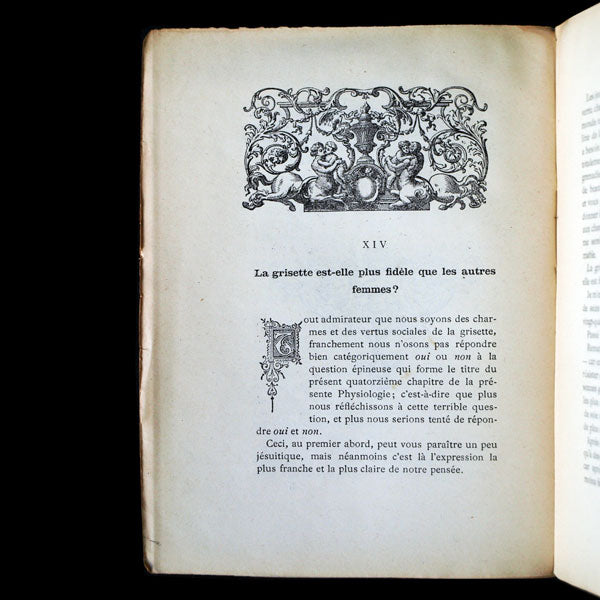 XIV
La grisette est-elle plus fidèle que les autres
femmes ?
Tout admirateur que nous soyons des char-
mes et des vertus sociales de la grisette,
franchement nous n'osons pas répondre
bien catégoriquement oui ou non à la
question épineuse qui forme le titre du
présent quatorzième chapitre de la pré-
sente Physiologie ; c'est-à-dire que plus
nous réfléchissons à cette terrible ques-
tion, et plus nous serions tenté de répon-
dre oui et non.
Ceci, au premier abord, peut vous paraître un peu
jésuitique, mais néanmoins c'est là l'expression la
plus franche et la plus claire de notre pensée.